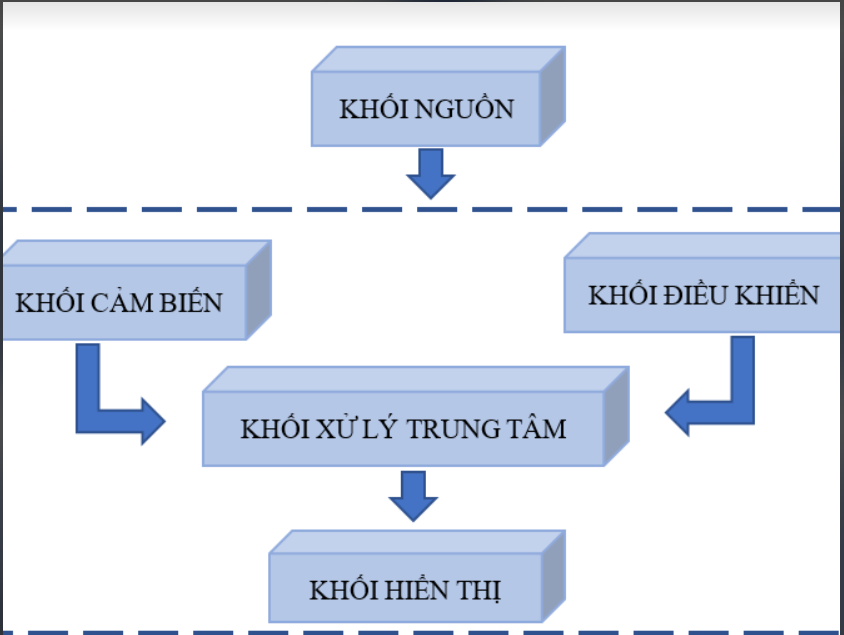 KHỐI NGUỒN
KHỐI CẢM BIẾN
KHỐI ĐIỀU KHIỂN
KHỐI XỬ LÝ TRUNG TÂM
KHỐI HIỂN THỊ